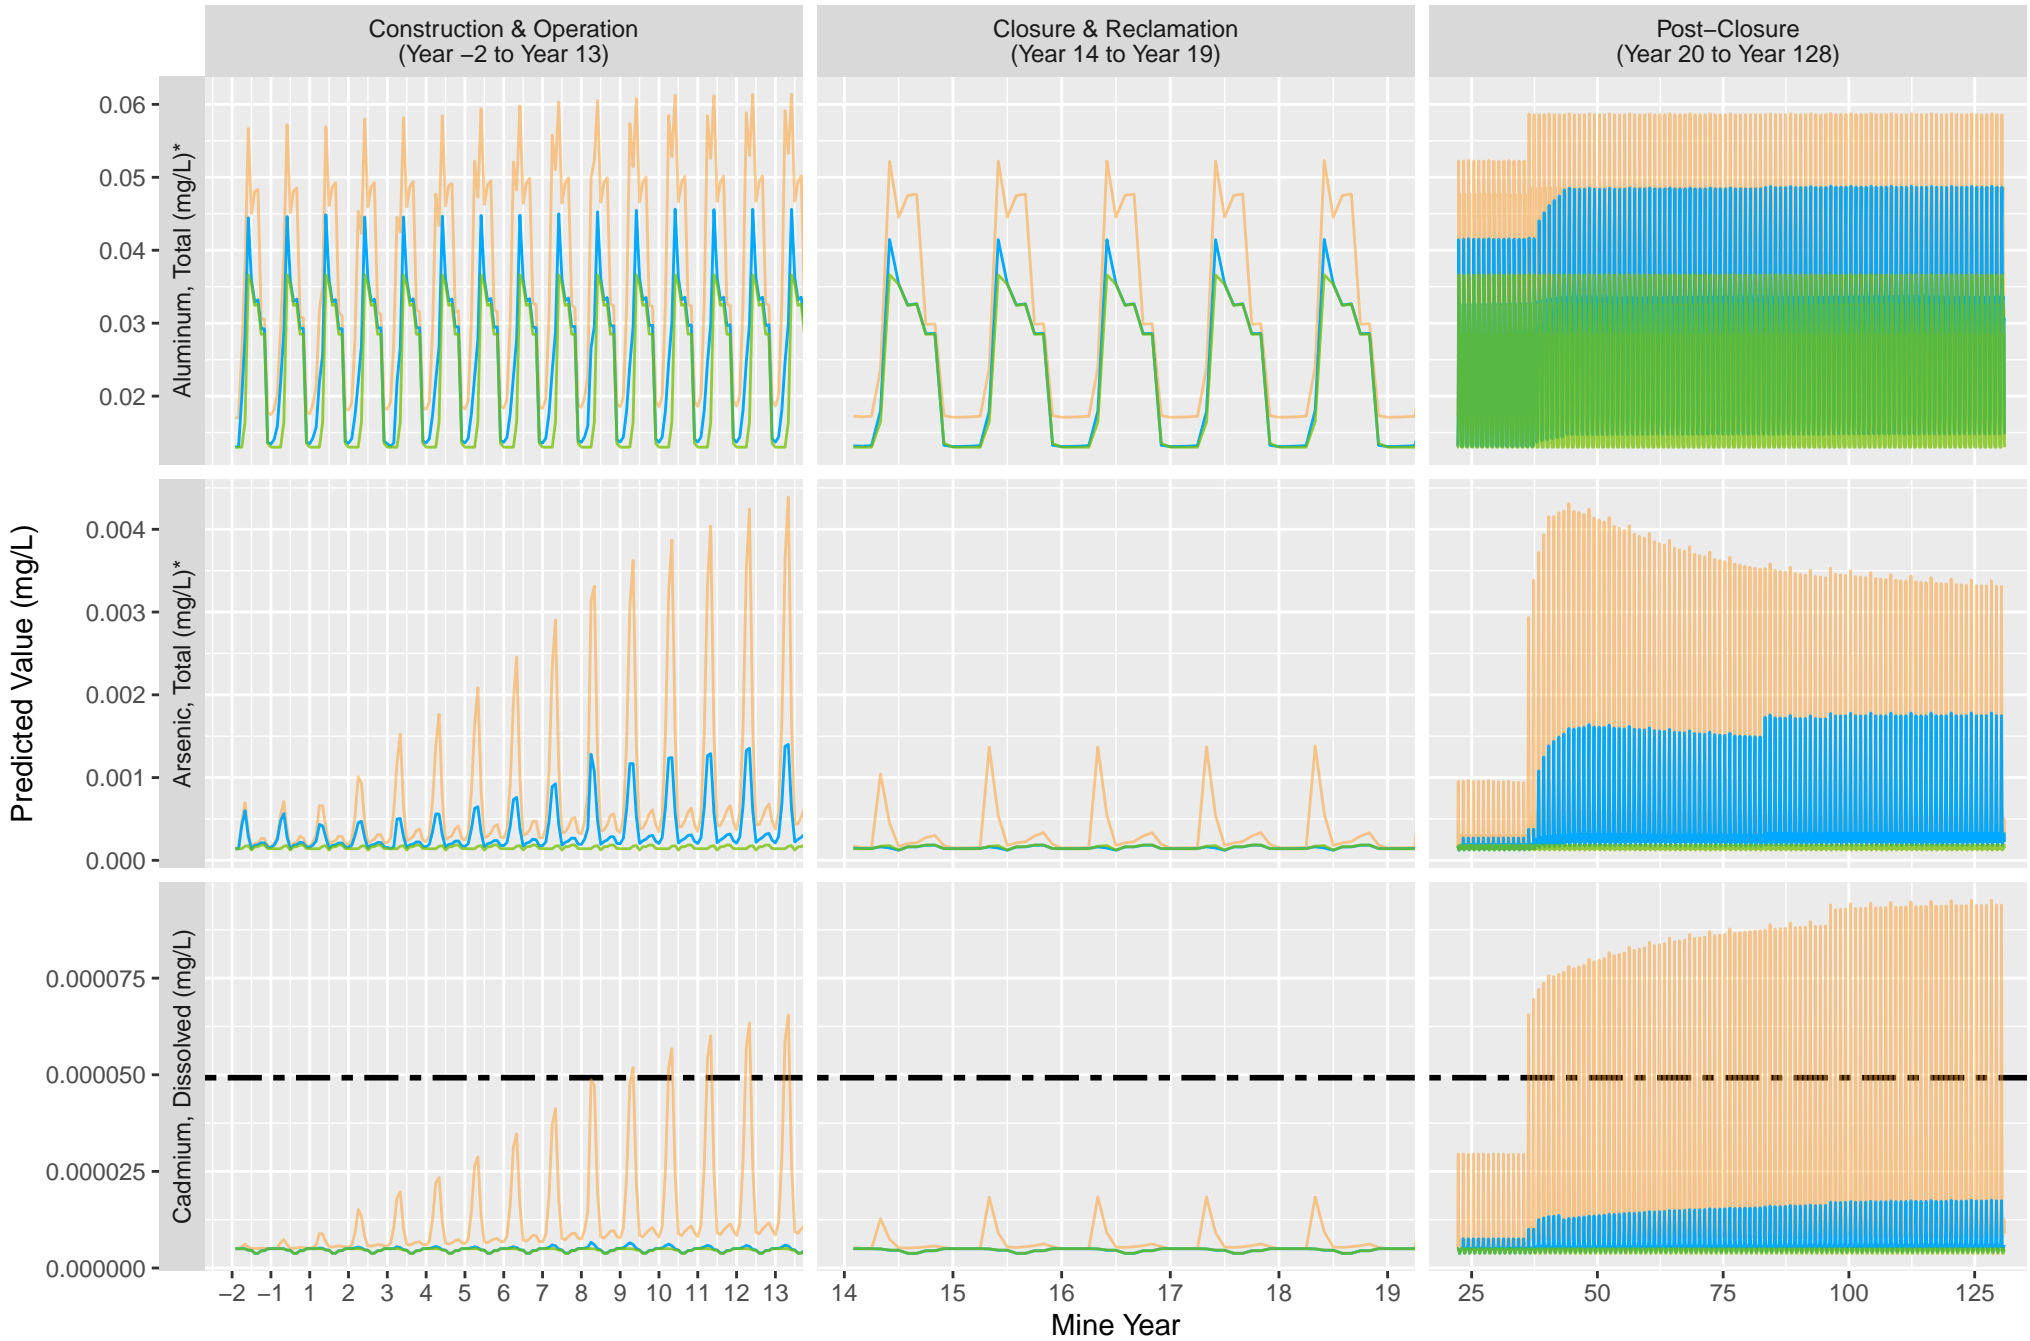 Construction & Operation
(Year −2 to Year 13)
Closure & Reclamation
(Year 14 to Year 19)
Post−Closure
(Year 20 to Year 128)
Predicted Value (mg/L)
Aluminum, Total (mg/L)*
0.06
0.05
0.04
0.03
0.02
Arsenic, Total (mg/L)*
0.004
0.003
0.002
0.001
0.000
Cadmium, Dissolved (mg/L)
0.000075
0.000050
0.000025
0.000000
−2 −1 1 2 3 4 5 6 7 8 9 10 11 12 13
14 15 16 17 18 19
25 50 75 100 125
Mine Year